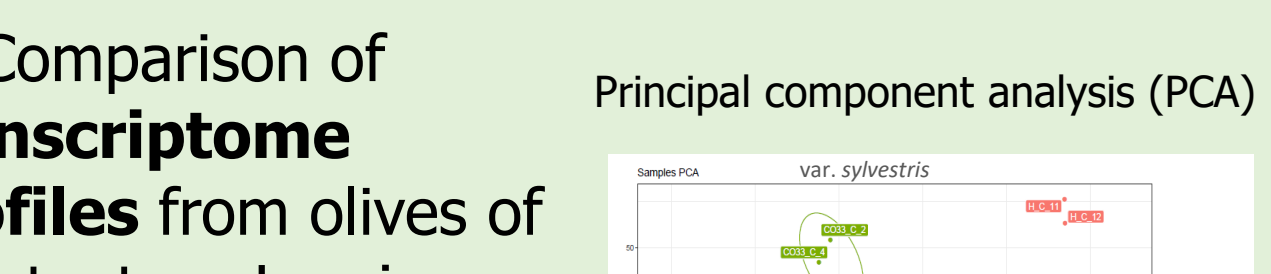 Comparison of
nscriptome
files from olives of
Principal component analysis (PCA)
Samples PCA
var. sylvestris
H_C_11
H_C_12
CO33_C_2
CO33_C_4
50